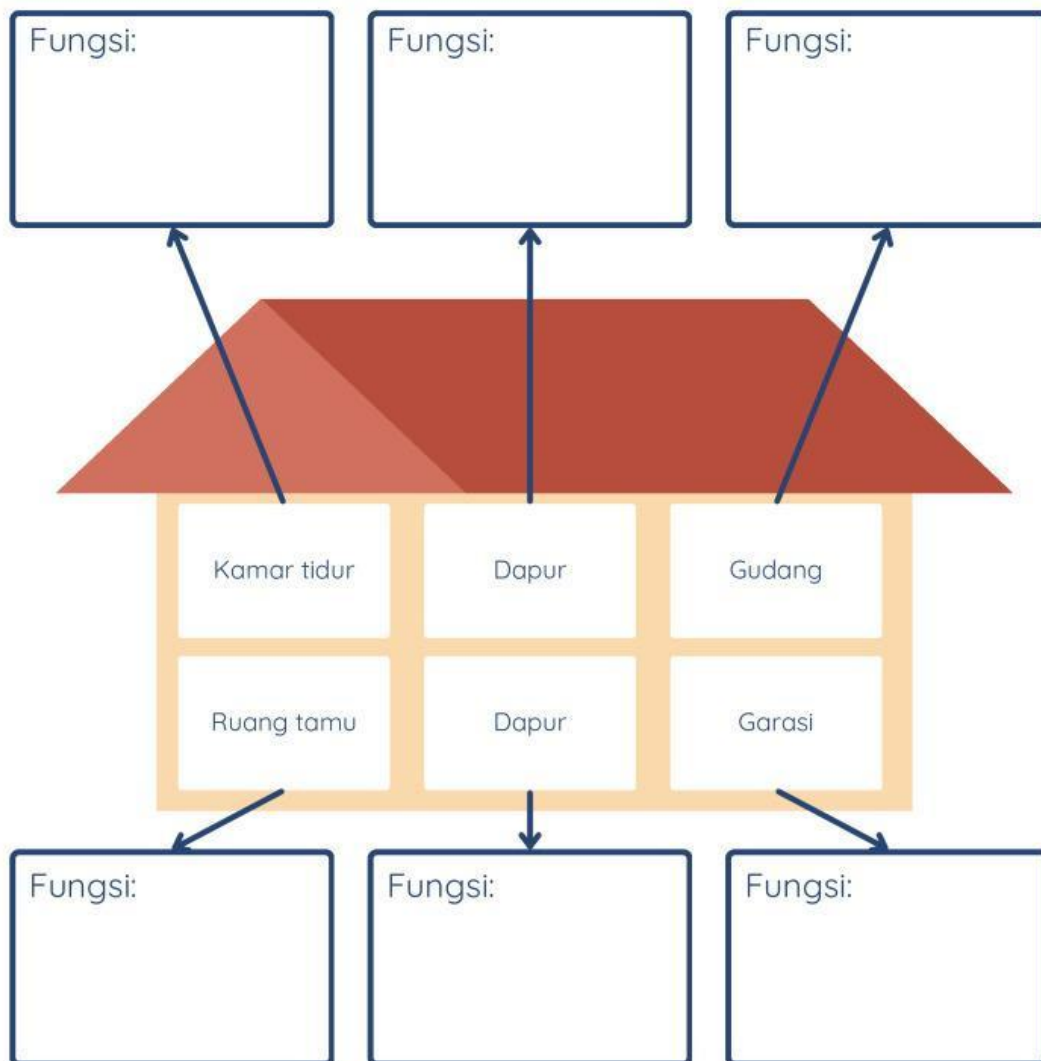 Fungsi:
Fungsi:
Fungsi:
Kamar tidur
Dapur
Gudang
Ruang tamu
Dapur
Garasi
Fungsi:
Fungsi:
Fungsi: